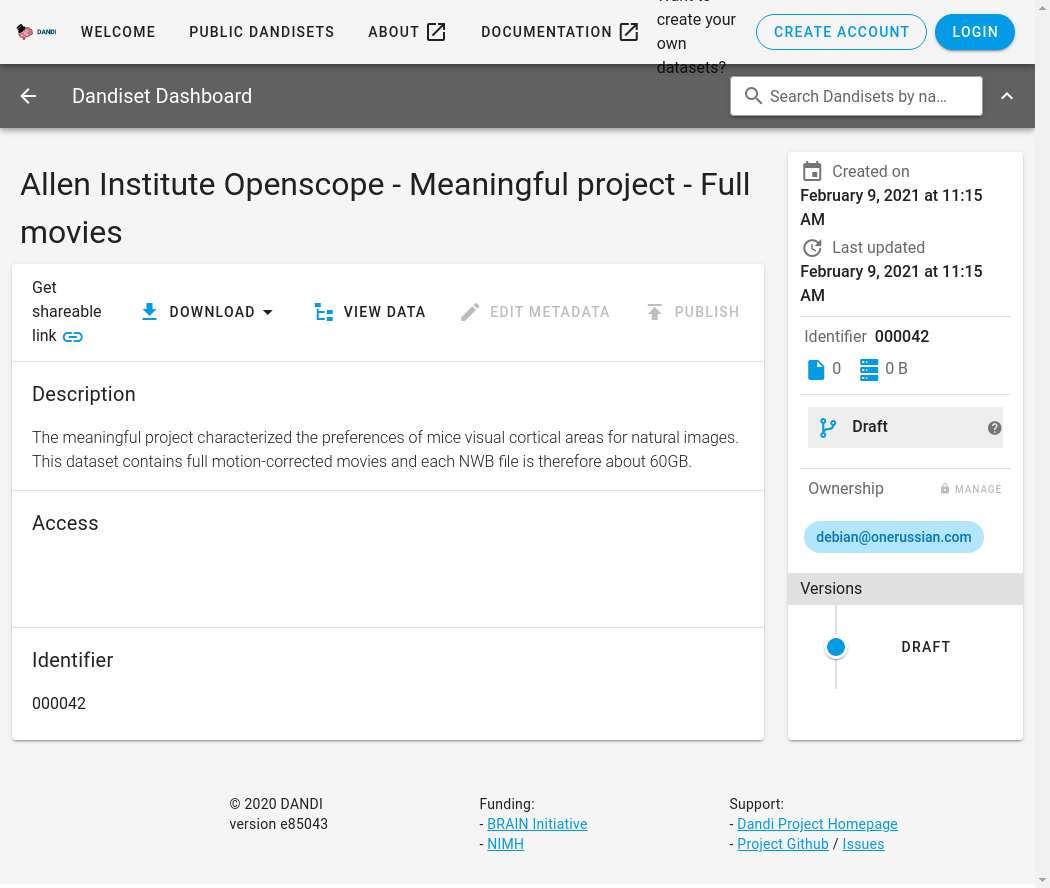 DANDI
WELCOME
PUBLIC DANDISETS
ABOUT
DOCUMENTATION
create your
own
datasets?
CREATE ACCOUNT
LOGIN
Dandiset Dashboard
Search Dandisets by na...
Allen Institute Openscope - Meaningful project - Full
movies
Get
shareable
link
DOWNLOAD
VIEW DATA
EDIT METADATA
PUBLISH
Description
The meaningful project characterized the preferences of mice visual cortical areas for natural images.
This dataset contains full motion-corrected movies and each NWB file is therefore about 60GB.
Access
Identifier
000042
Created on
February 9, 2021 at 11:15
AM
Last updated
February 9, 2021 at 11:15
AM
Identifier 000042
0
0 B
Draft
Ownership
MANAGE
debian@onerussian.com
Versions
DRAFT
© 2020 DANDI
version e85043
Funding:
- BRAIN Initiative
- NIMH
Support:
- Dandi Project Homepage
- Project Github / Issues